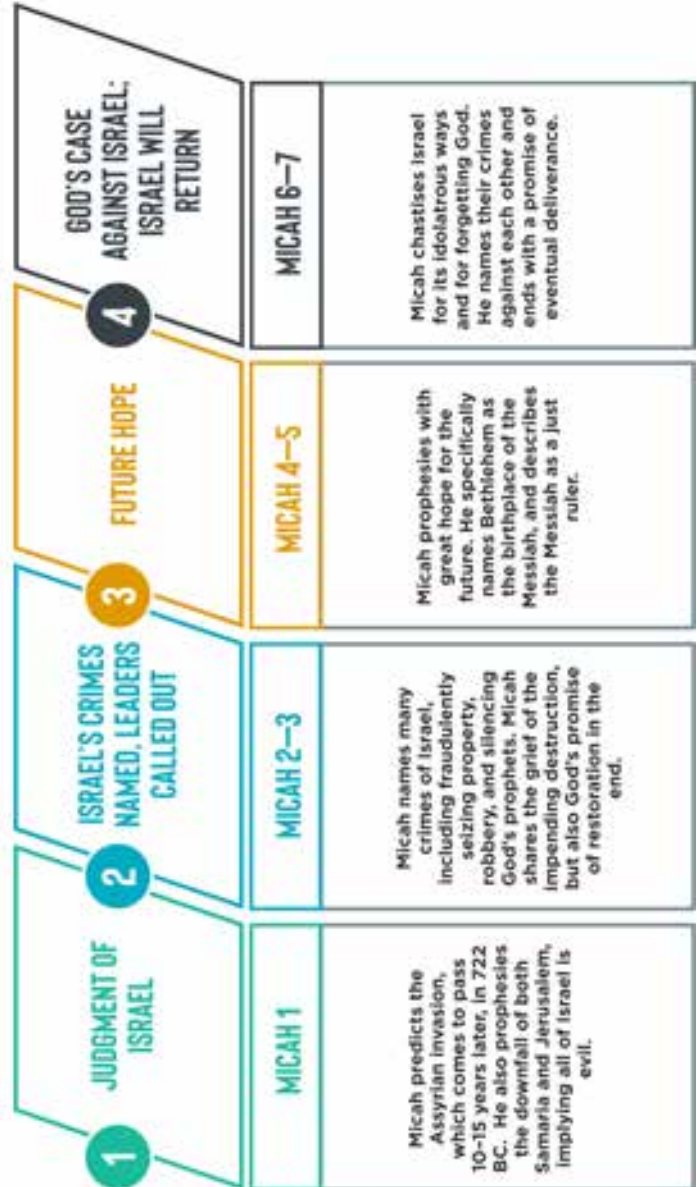 1
JUDGMENT OF
ISRAEL
MICAH 1
Micah predicts the
Assyrian invasion,
which comes to pass
10–15 years later, in 722
BC. He also prophesies
the downfall of both
Samaria and Jerusalem,
implying all of Israel is
evil.
2
ISRAEL'S CRIMES
NAMED, LEADERS
CALLED OUT
MICAH 2–3
Micah names many
crimes of Israel,
including fraudulently
seizing property,
robbery, and silencing
God's prophets. Micah
shares the grief of the
impending destruction,
but also God's promise
of restoration in the
end.
3
FUTURE HOPE
MICAH 4–5
Micah prophesies with
great hope for the
future. He specifically
names Bethlehem as
the birthplace of the
Messiah, and describes
the Messiah as a just
ruler.
4
GOD'S CASE
AGAINST ISRAEL;
ISRAEL WILL
RETURN
MICAH 6–7
Micah chastises Israel
for its idolatrous ways
and for forgetting God.
He names their crimes
against each other and
ends with a promise of
eventual deliverance.